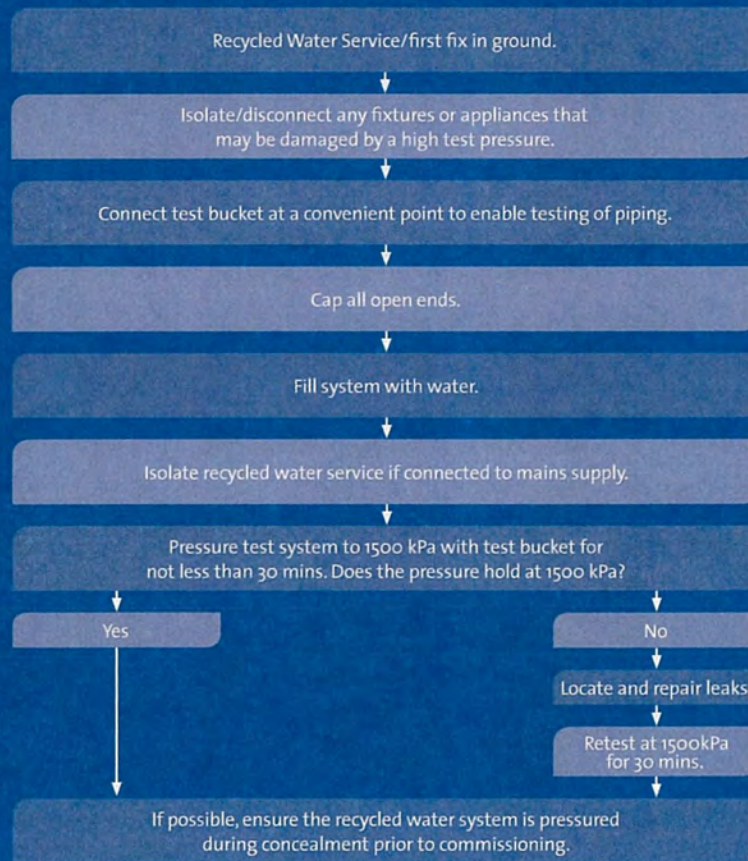 Recycled Water Service/first fix in ground.
Isolate/disconnect any fixtures or appliances that
may be damaged by a high test pressure.
Connect test bucket at a convenient point to enable testing of piping.
Cap all open ends.
Fill system with water.
Isolate recycled water service if connected to mains supply.
Pressure test system to 1500 kPa with test bucket for
not less than 30 mins. Does the pressure hold at 1500 kPa?
Yes
No
Locate and repair leaks
Retest at 1500kPa
for 30 mins.
If possible, ensure the recycled water system is pressured
during concealment prior to commissioning.